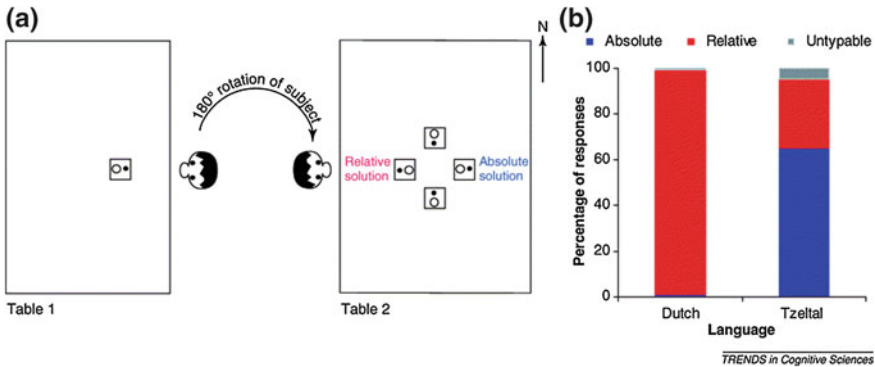 (a)
N
180° rotation of subject
Relative
solution
Absolute
solution
Table 1
Table 2
(b)
Absolute Relative Untypable
Percentage of responses
100
80
60
40
20
0
Dutch Tzeltal
Language
TRENDS in Cognitive Sciences